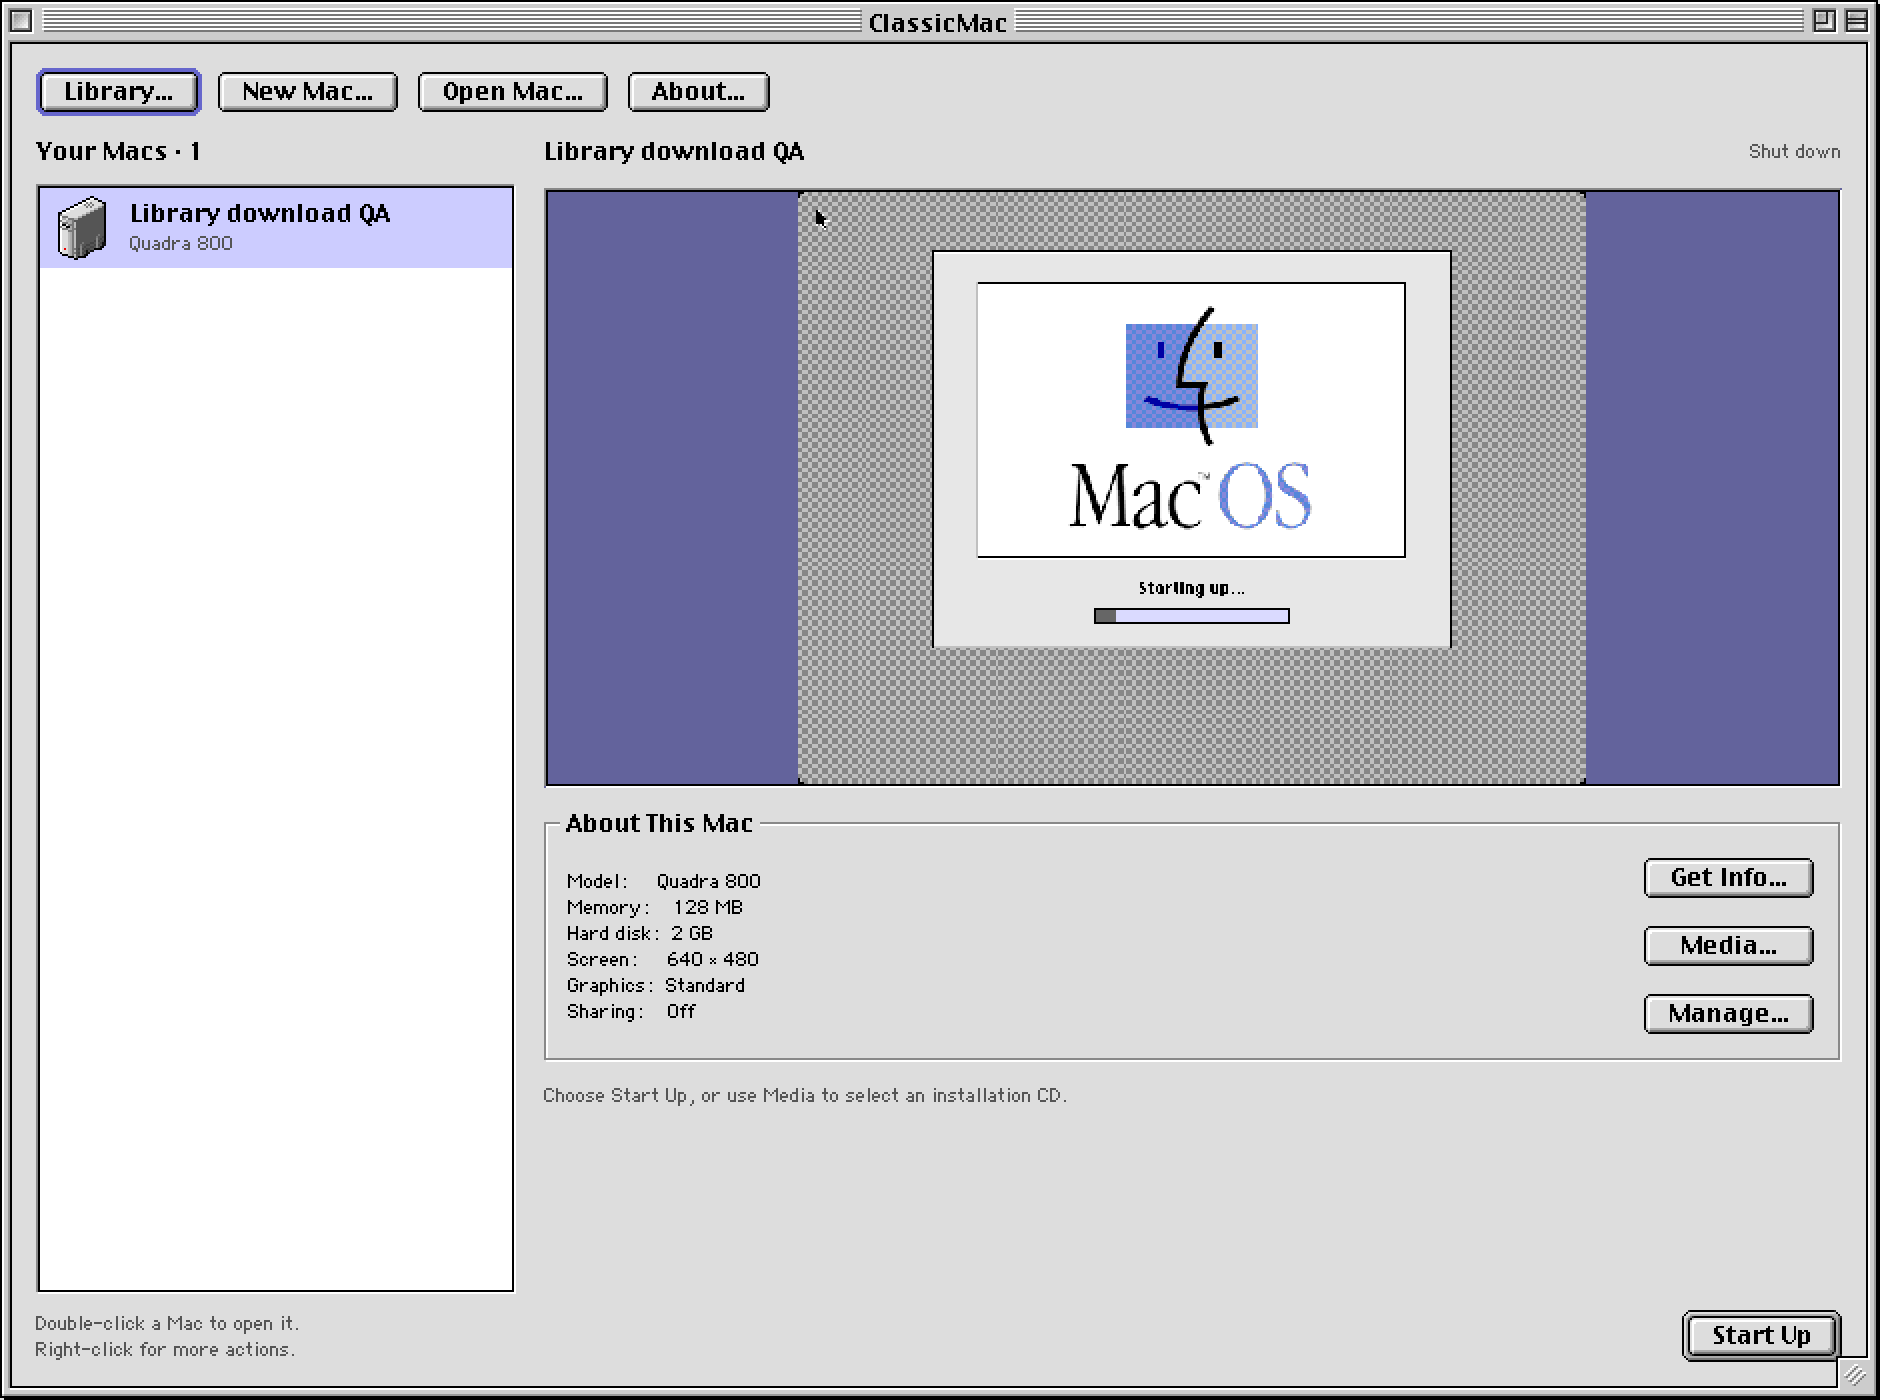 ClassicMac
Library...
New Mac...
Open Mac...
About...
Your Macs · 1
Library download QA
Shut down
Library download QA
Quadra 800
Mac™OS
Starting up...
About This Mac
Model: Quadra 800
Memory: 128 MB
Hard disk: 2 GB
Screen: 640 × 480
Graphics: Standard
Sharing: Off
Get Info...
Media...
Manage...
Choose Start Up, or use Media to select an installation CD.
Double-click a Mac to open it.
Right-click for more actions.
Start Up